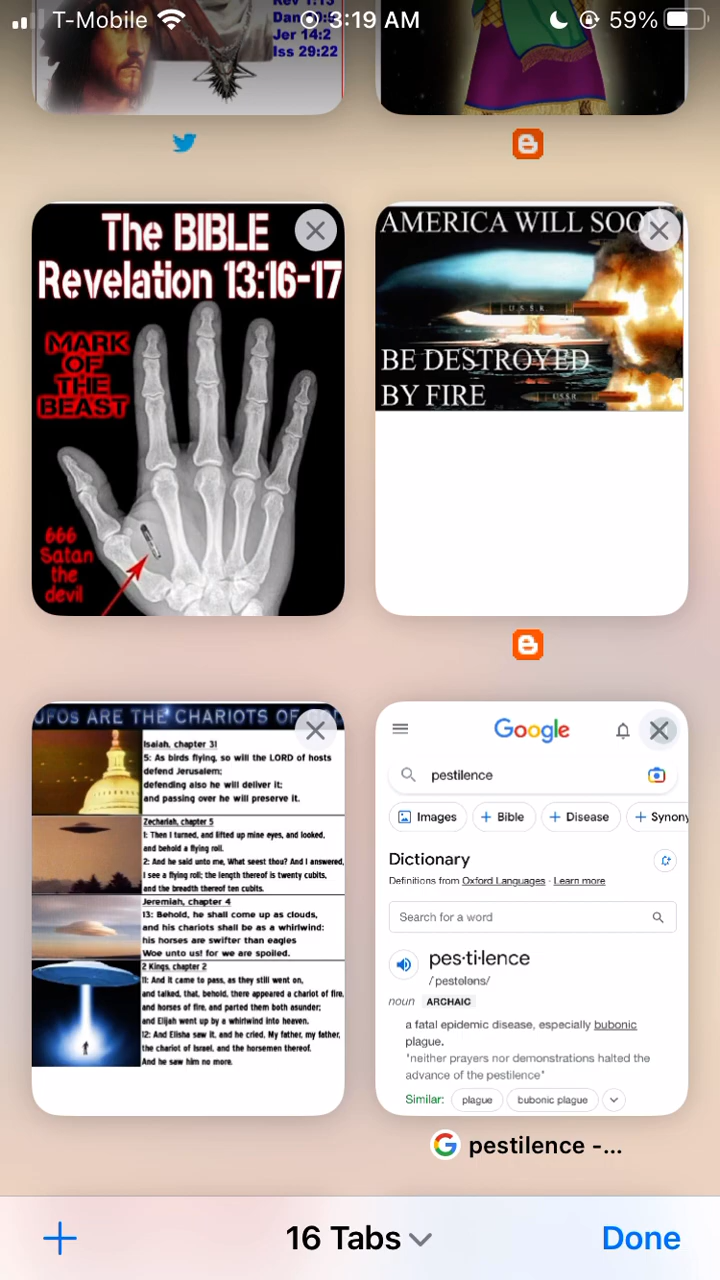 T-Mobile 3:19 AM 59%
Rev 1:13
Jer 14:2
Iss 29:22
The BIBLE
Revelation 13:16-17
MARK
OF
THE
BEAST
666
Satan
the
devil
AMERICA WILL SOON
U.S.S.R
BE DESTROYED
BY FIRE
U.S.S.R
UFOs ARE THE CHARIOTS OF
Isaiah, chapter 31
5: As birds flying, so will the LORD of hosts
defend Jerusalem;
defending also he will deliver it;
and passing over he will preserve it.
Zechariah, chapter 5
1: Then I turned, and lifted up mine eyes, and looked,
and behold a flying roll.
2: And he said unto me, What seest thou? And I answered,
I see a flying roll; the length thereof is twenty cubits,
and the breadth thereof ten cubits.
Jeremiah, chapter 4
13: Behold, he shall come up as clouds,
and his chariots shall be as a whirlwind:
his horses are swifter than eagles
Woe unto us! for we are spoiled.
2 Kings, chapter 2
11: And it came to pass, as they still went on,
and talked, that, behold, there appeared a chariot of fire,
and horses of fire, and parted them both asunder;
and Elijah went up by a whirlwind into heaven.
12: And Elisha saw it, and he cried, My father, my father,
the chariot of Israel, and the horsemen thereof.
And he saw him no more.
Google
pestilence
Images
+ Bible
+ Disease
+ Synony
Dictionary
Definitions from Oxford Languages · Learn more
Search for a word
pes·ti·lence
/ˈpestələns/
noun ARCHAIC
a fatal epidemic disease, especially bubonic
plague.
"neither prayers nor demonstrations halted the
advance of the pestilence"
Similar: plague bubonic plague
pestilence -...
16 Tabs
Done